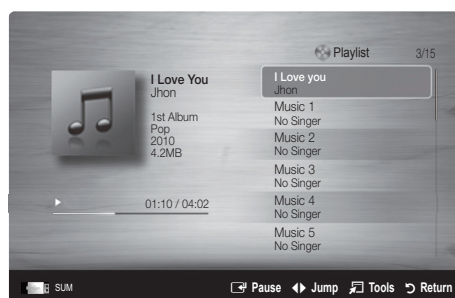 Playlist 3/15
I Love You
Jhon
1st Album
Pop
2010
4.2MB
01:10 / 04:02
I Love you
Jhon
Music 1
No Singer
Music 2
No Singer
Music 3
No Singer
Music 4
No Singer
Music 5
No Singer
SUM Pause Jump Tools Return